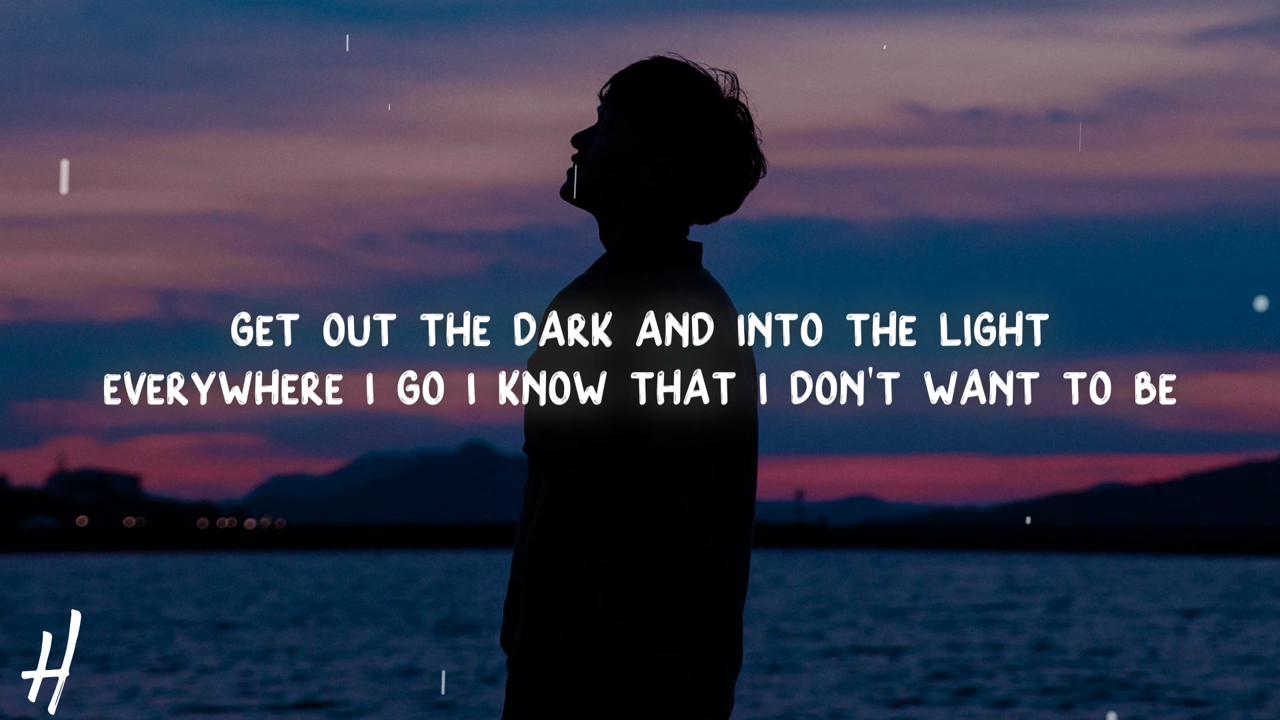 GET OUT THE DARK AND INTO THE LIGHT
EVERYWHERE I GO I KNOW THAT I DON'T WANT TO BE
H